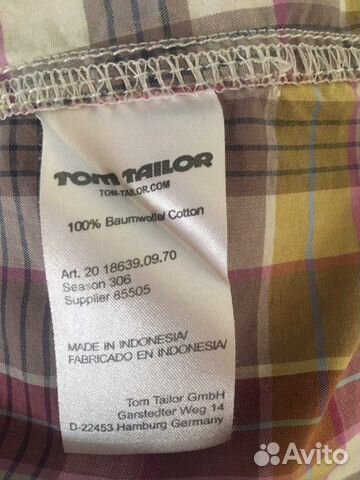 TOM TAILOR
TOM-TAILOR.COM
100% Baumwolle/ Cotton
Art. 20 18639.09.70
Season 306
Supplier 85505
MADE IN INDONESIA/
FABRICADO EN INDONESIA/
Tom Tailor GmbH
Garstedter Weg 14
D-22453 Hamburg Germany
Avito